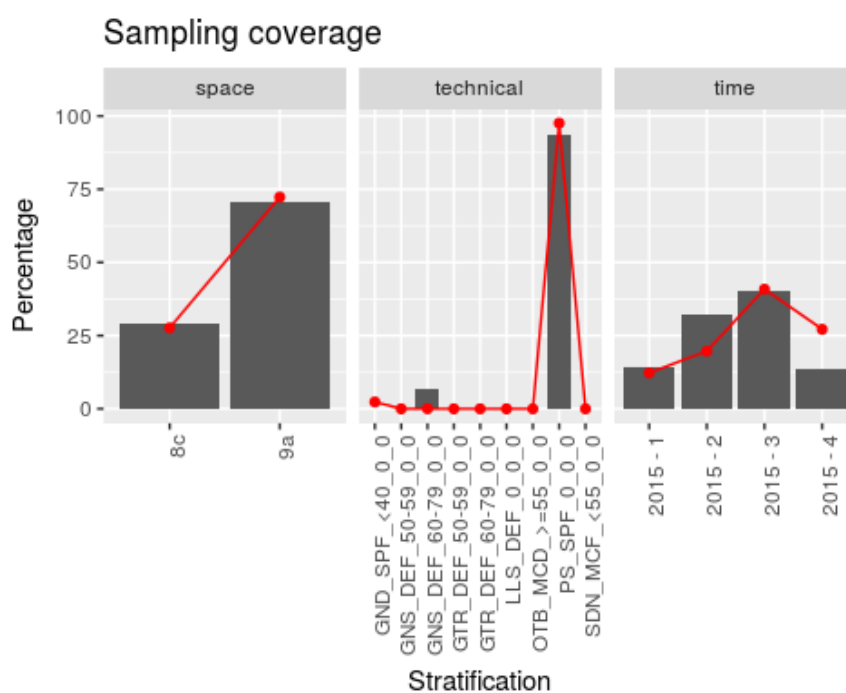 Sampling coverage
space
technical
time
Percentage
100
75
50
25
0
8c
9a
GND_SPF_<40_0_0
GNS_DEF_50-59_0_0
GNS_DEF_60-79_0_0
GTR_DEF_50-59_0_0
GTR_DEF_60-79_0_0
LLS_DEF_0_0_0
OTB_MCD_>=55_0_0
PS_SPF_0_0_0
SDN_MCF_<55_0_0
2015 - 1
2015 - 2
2015 - 3
2015 - 4
Stratification